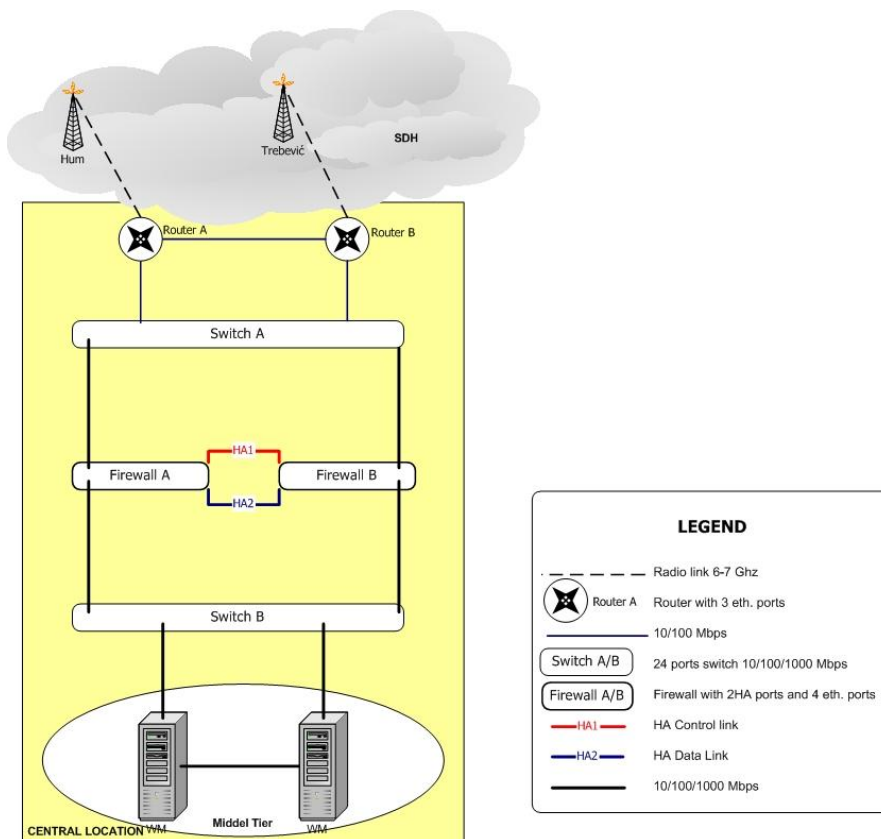 SDH
Hum
Trebević
Router A
Router B
Switch A
HA1
Firewall A
Firewall B
HA2
Switch B
Middel Tier
CENTRAL LOCATION
WM
WM
LEGEND
Radio link 6-7 Ghz
Router A
Router with 3 eth. ports
10/100 Mbps
Switch A/B
24 ports switch 10/100/1000 Mbps
Firewall A/B
Firewall with 2HA ports and 4 eth. ports
HA1
HA Control link
HA2
HA Data Link
10/100/1000 Mbps